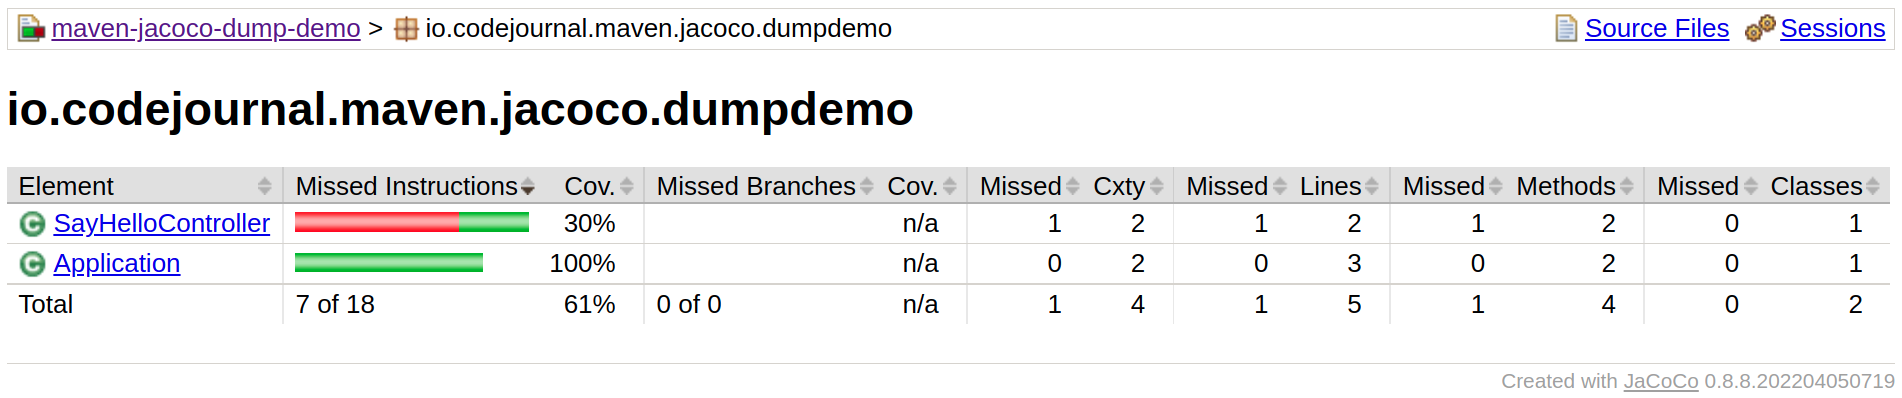 maven-jacoco-dump-demo > io.codejournal.maven.jacoco.dumpdemo Source Files Sessions
io.codejournal.maven.jacoco.dumpdemo
Element Missed Instructions Cov. Missed Branches Cov. Missed Cxty Missed Lines Missed Methods Missed Classes
C SayHelloController 30% n/a 1 2 1 2 1 2 0 1
C Application 100% n/a 0 2 0 3 0 2 0 1
Total 7 of 18 61% 0 of 0 n/a 1 4 1 5 1 4 0 2
Created with JaCoCo 0.8.8.202204050719